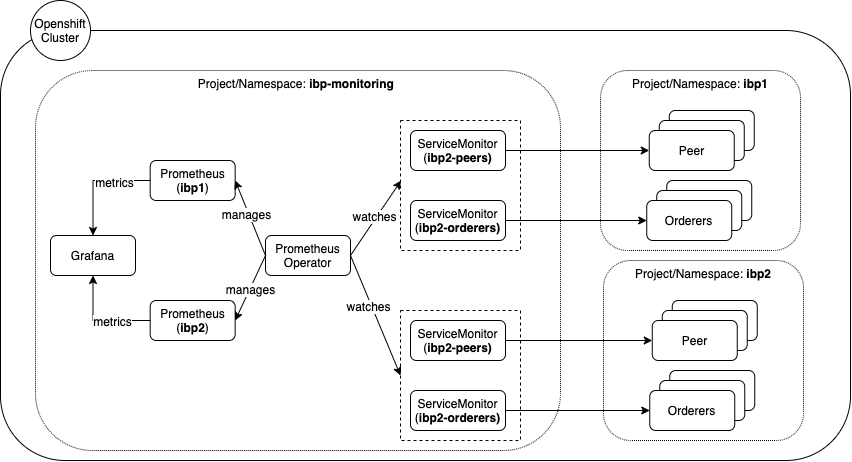 Openshift
Cluster
Project/Namespace: ibp-monitoring
Project/Namespace: ibp1
ServiceMonitor
(ibp2-peers)
Peer
Prometheus
(ibp1)
metrics
manages
watches
ServiceMonitor
(ibp2-orderers)
Orderers
Grafana
Prometheus
Operator
Project/Namespace: ibp2
manages
watches
Prometheus
(ibp2)
metrics
ServiceMonitor
(ibp2-peers)
Peer
ServiceMonitor
(ibp2-orderers)
Orderers